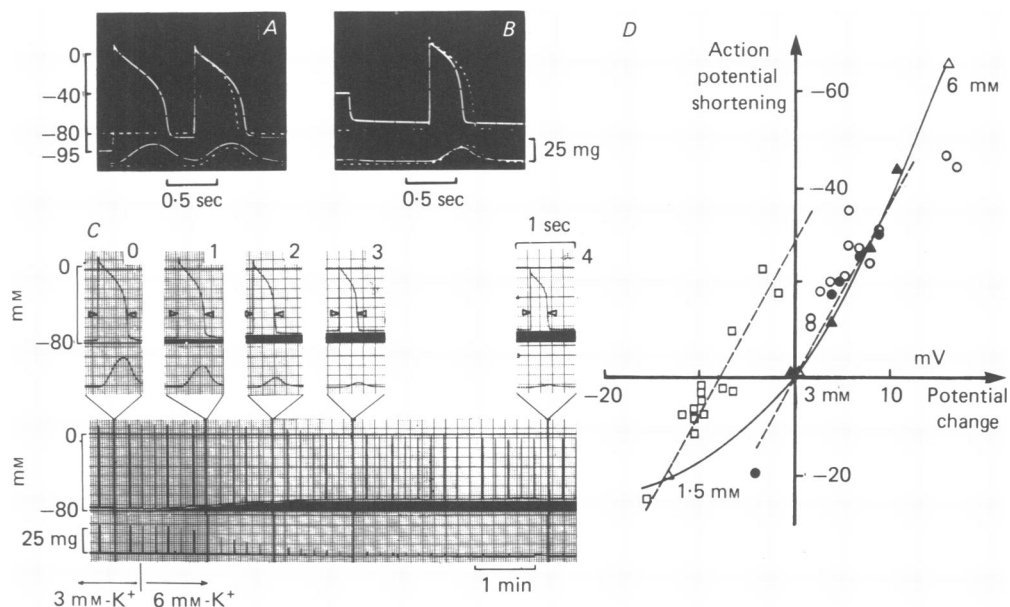 A
B
D
0
−40
−80
−95
25 mg
0·5 sec
0·5 sec
C
0
1
2
3
1 sec
4
0
mM
−80
0
mM
−80
25 mg
1 min
3 mM-K⁺
6 mM-K⁺
Action
potential
shortening
−60
6 mM
−40
mV
−20
3 mM
10
Potential
change
−20
1·5 mM